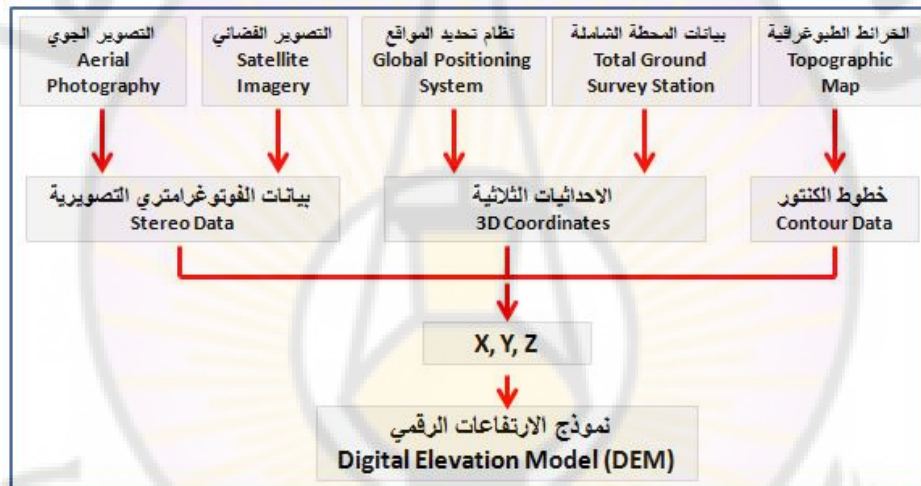 التصوير الجوي
Aerial
Photography
التصوير الفضائي
Satellite
Imagery
نظام تحديد المواقع
Global Positioning
System
بيانات المحطة الشاملة
Total Ground
Survey Station
الخرائط الطبوغرافية
Topographic
Map
بيانات الفوتوغرامتري التصويرية
Stereo Data
الاحداثيات الثلاثية
3D Coordinates
خطوط الكنتور
Contour Data
X, Y, Z
نموذج الارتفاعات الرقمي
Digital Elevation Model (DEM)